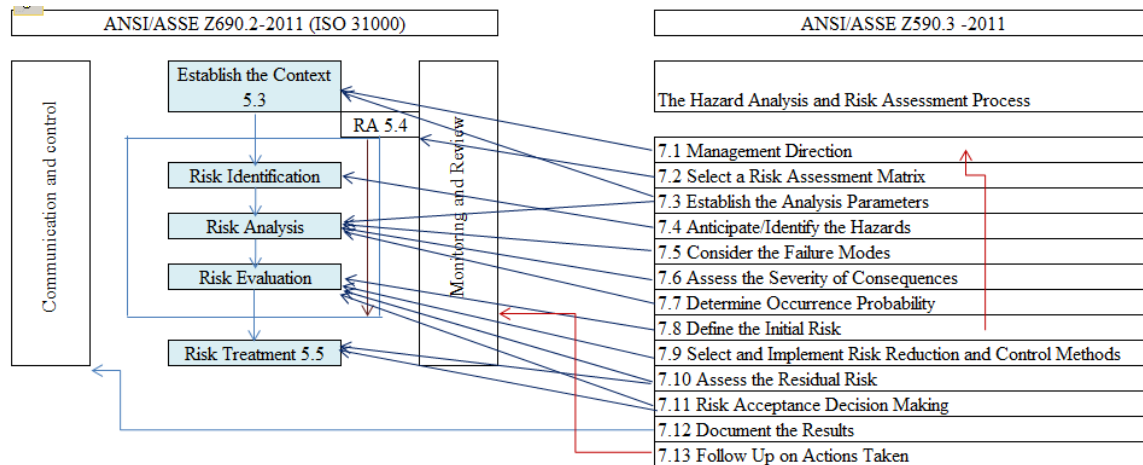 ANSI/ASSE Z690.2-2011 (ISO 31000)
ANSI/ASSE Z590.3 -2011
Communication and control
Establish the Context
5.3
RA 5.4
Risk Identification
Risk Analysis
Risk Evaluation
Risk Treatment 5.5
Monitoring and Review
The Hazard Analysis and Risk Assessment Process
7.1 Management Direction
7.2 Select a Risk Assessment Matrix
7.3 Establish the Analysis Parameters
7.4 Anticipate/Identify the Hazards
7.5 Consider the Failure Modes
7.6 Assess the Severity of Consequences
7.7 Determine Occurrence Probability
7.8 Define the Initial Risk
7.9 Select and Implement Risk Reduction and Control Methods
7.10 Assess the Residual Risk
7.11 Risk Acceptance Decision Making
7.12 Document the Results
7.13 Follow Up on Actions Taken